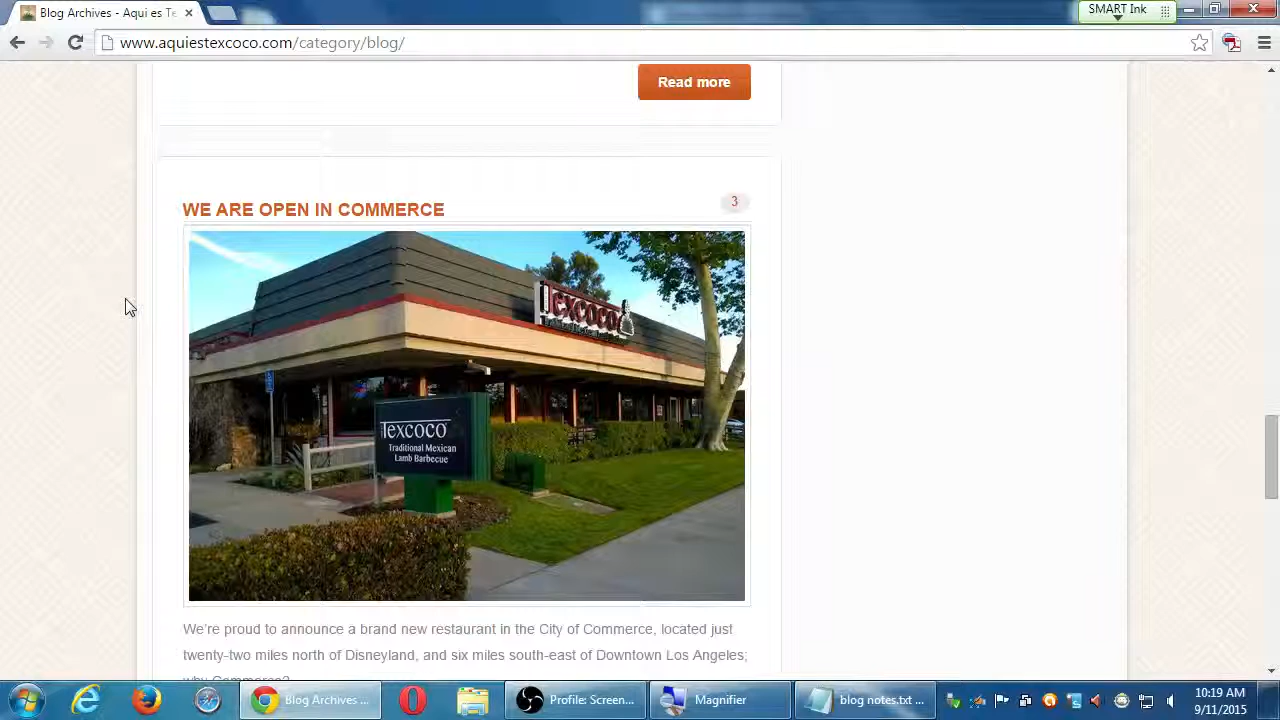 Blog Archives - Aqui es Te
SMART Ink
www.aquiestexcoco.com/category/blog/
Read more
WE ARE OPEN IN COMMERCE
3
Texcoco
Texcoco
Traditional Mexican
Lamb Barbecue
We're proud to announce a brand new restaurant in the City of Commerce, located just
twenty-two miles north of Disneyland, and six miles south-east of Downtown Los Angeles;
why Commerce?
Blog Archives ...
Profile: Screen...
Magnifier
blog notes.txt ...
10:19 AM
9/11/2015